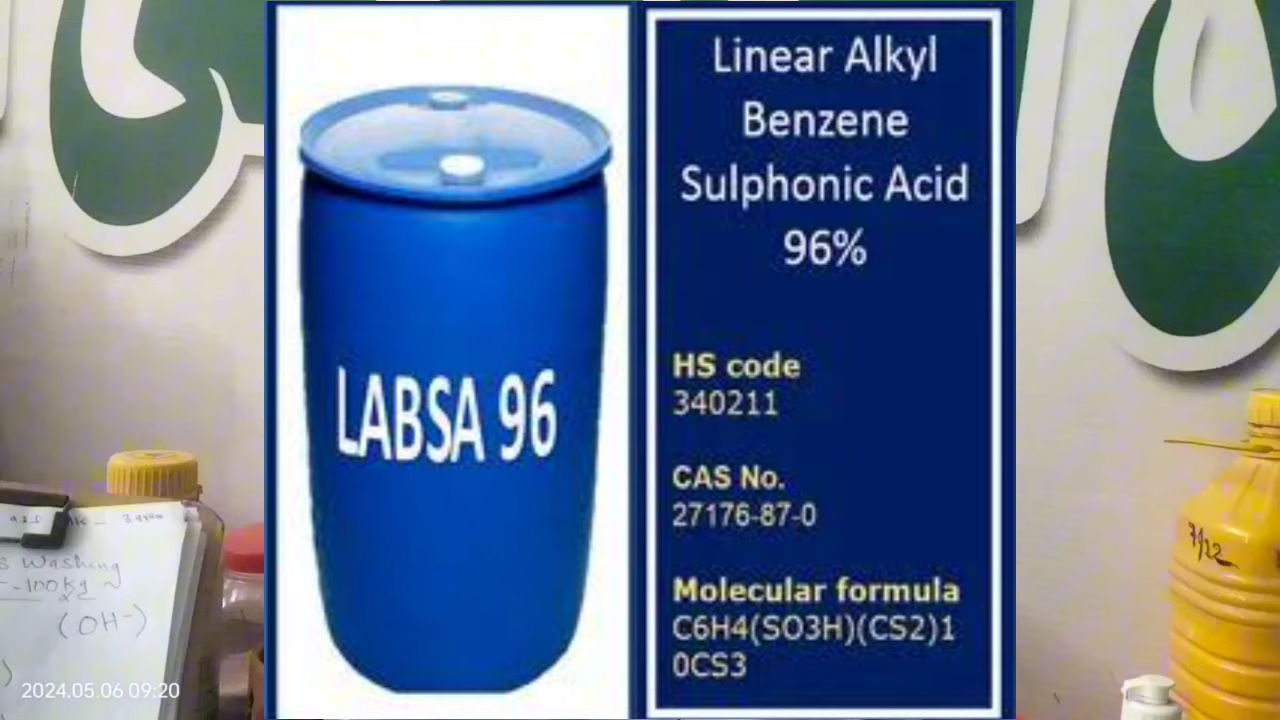 Linear Alkyl
Benzene
Sulphonic Acid
96%
LABSA 96
HS code
340211
CAS No.
27176-87-0
Molecular formula
C6H4(SO3H)(CS2)1
0CS3
Washing
-100kg
(OH-)
7/22
2024.05.06 09:20